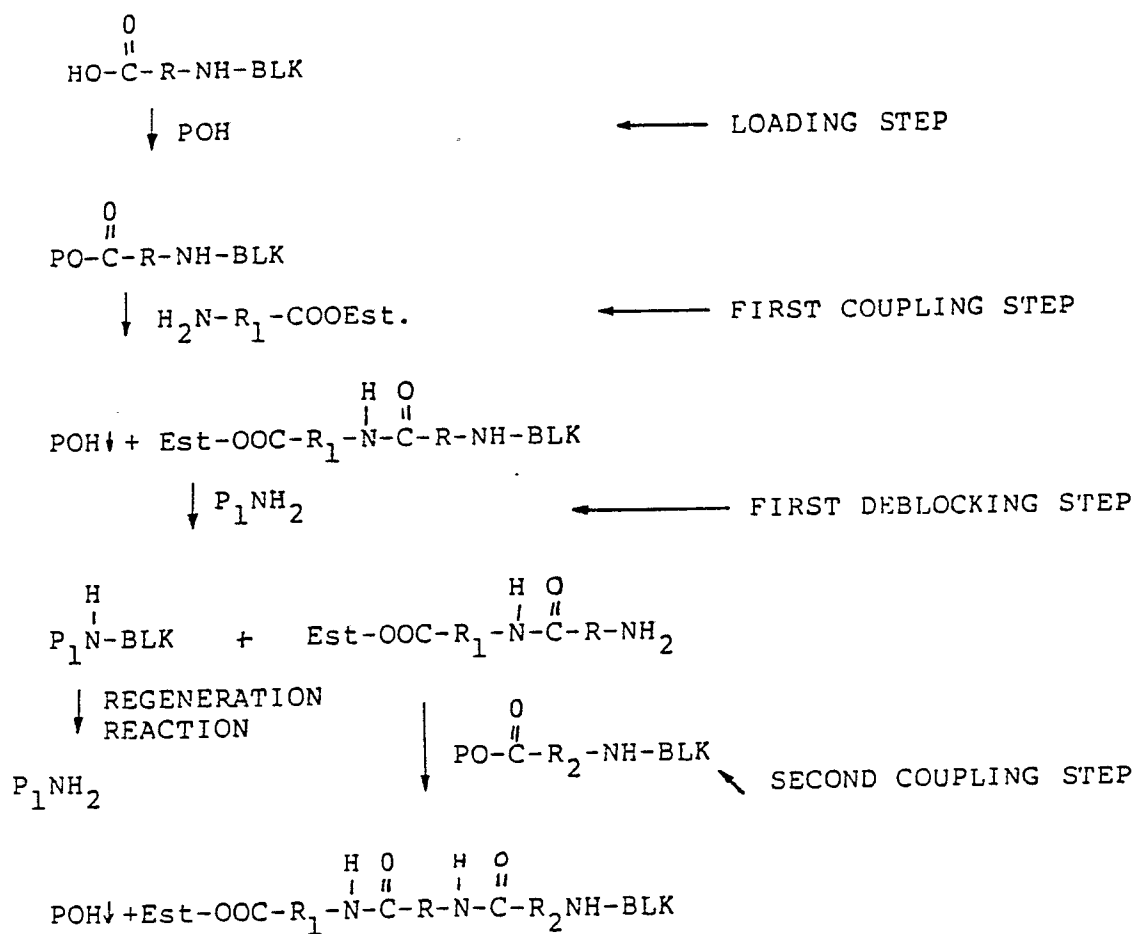 O
HO-C-R-NH-BLK
↓ POH ← LOADING STEP
O
PO-C-R-NH-BLK
↓ H2N-R1-COOEst. ← FIRST COUPLING STEP
H O
POH↓ + Est-OOC-R1-N-C-R-NH-BLK
↓ P1NH2 ← FIRST DEBLOCKING STEP
H H O
P1N-BLK + Est-OOC-R1-N-C-R-NH2
↓ REGENERATION
REACTION
O
PO-C-R2-NH-BLK
P1NH2 SECOND COUPLING STEP
H O H O
POH↓+Est-OOC-R1-N-C-R-N-C-R2NH-BLK